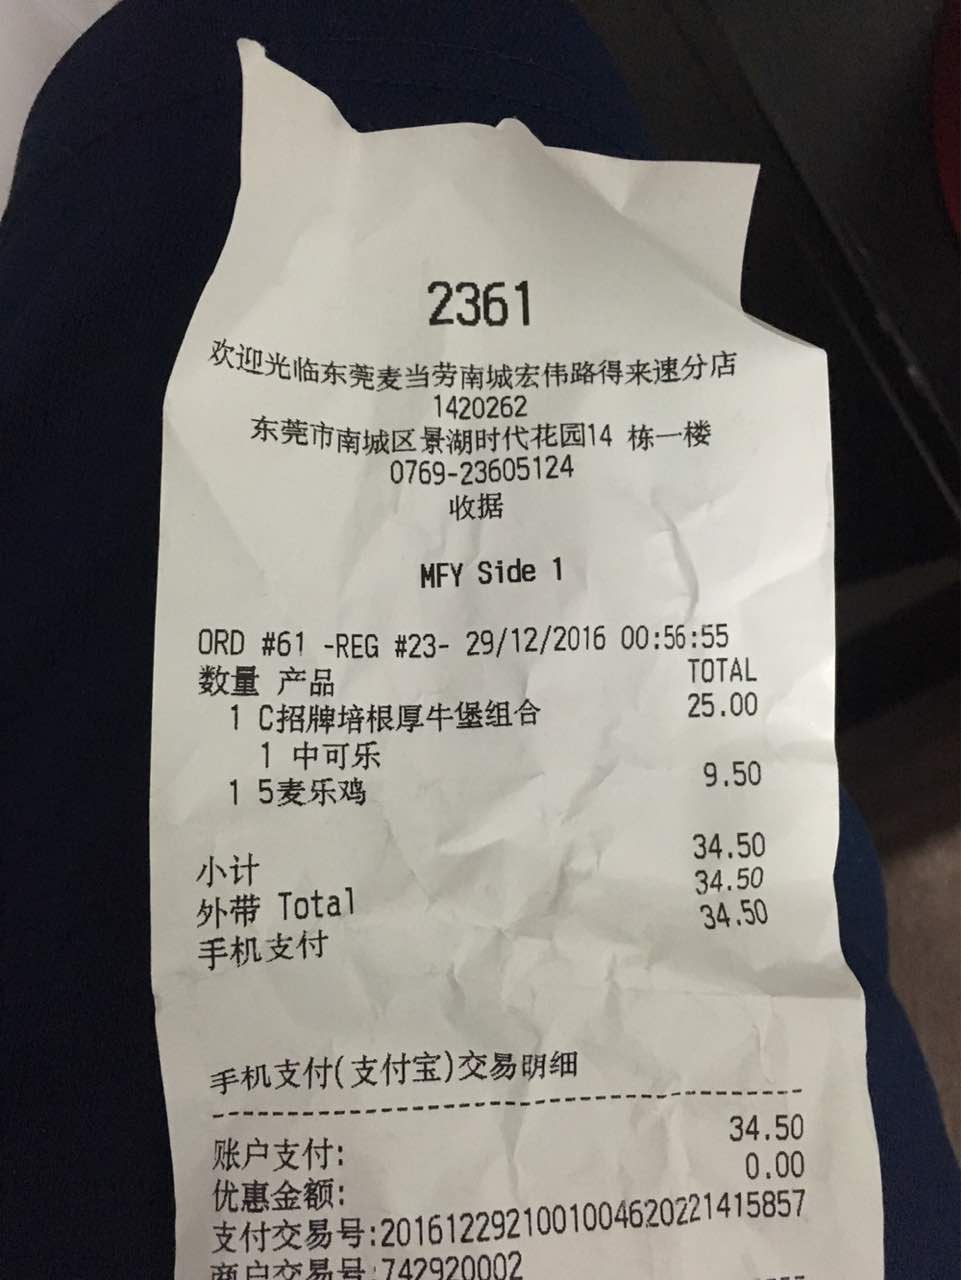 2361
欢迎光临东莞麦当劳南城宏伟路得来速分店
1420262
东莞市南城区景湖时代花园14 栋一楼
0769-23605124
收据
MFY Side 1
ORD #61 -REG #23- 29/12/2016 00:56:55
数量 产品 TOTAL
1 C招牌培根厚牛堡组合 25.00
1 中可乐
1 5麦乐鸡 9.50
小计 34.50
外带 Total 34.50
手机支付 34.50
手机支付(支付宝)交易明细
账户支付: 34.50
优惠金额: 0.00
支付交易号:2016122921001004620221415857
商户交易号:742920002